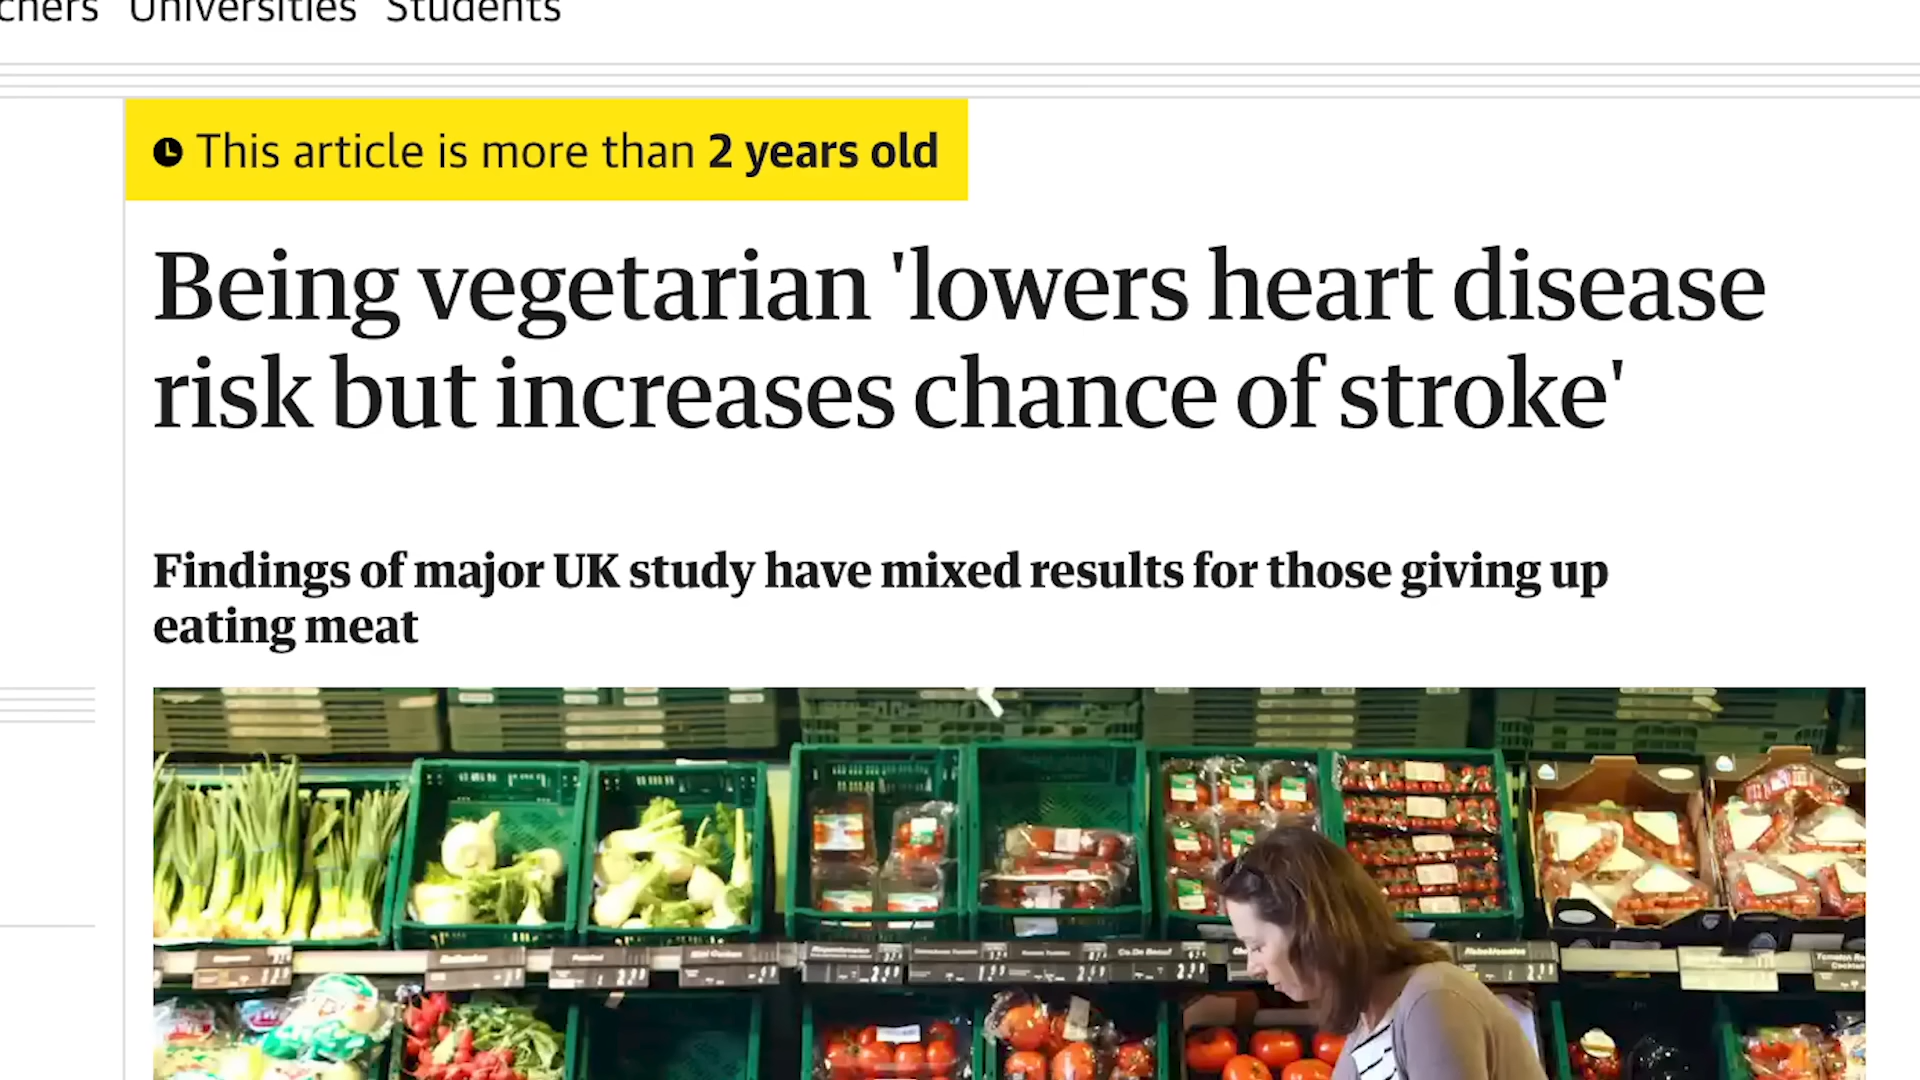 chers Universities Students
This article is more than 2 years old
Being vegetarian 'lowers heart disease
risk but increases chance of stroke'
Findings of major UK study have mixed results for those giving up
eating meat